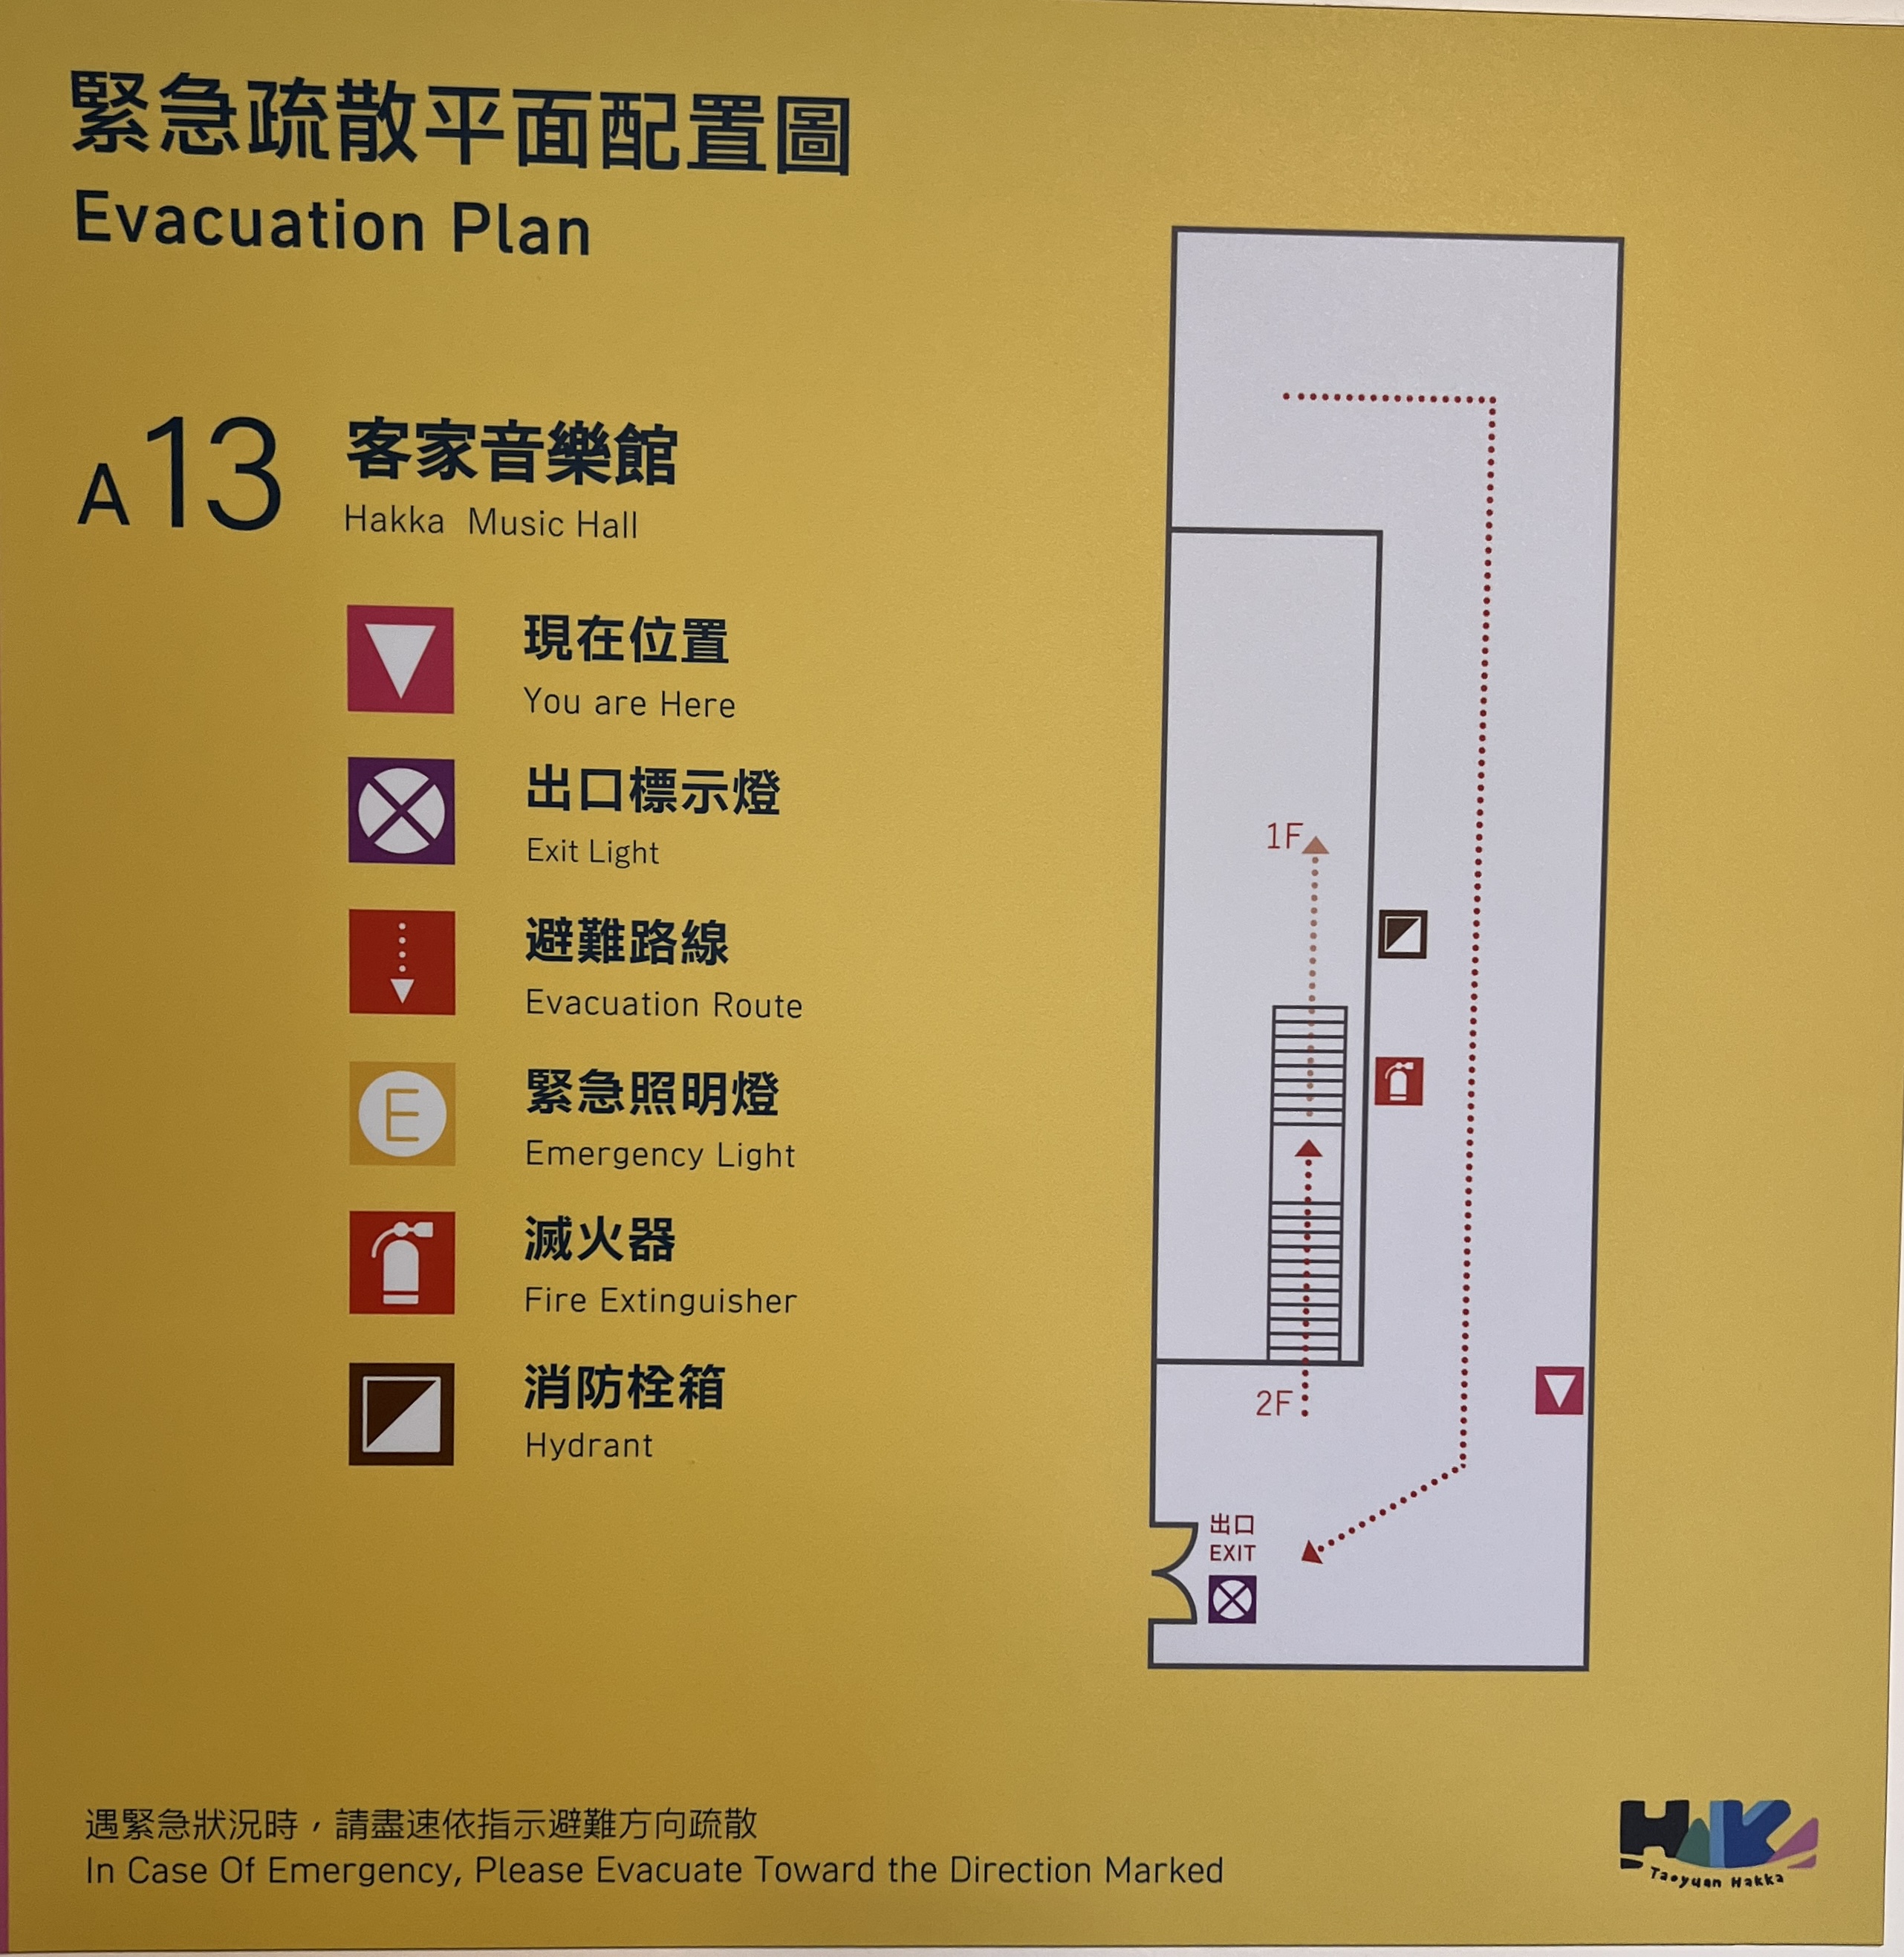 緊急疏散平面配置圖
Evacuation Plan
A13
客家音樂館
Hakka Music Hall
現在位置
You are Here
出口標示燈
Exit Light
避難路線
Evacuation Route
E
緊急照明燈
Emergency Light
滅火器
Fire Extinguisher
消防栓箱
Hydrant
1F
2F
出口
EXIT
遇緊急狀況時，請盡速依指示避難方向疏散
In Case Of Emergency, Please Evacuate Toward the Direction Marked
HAK
Taoyuan Hakka